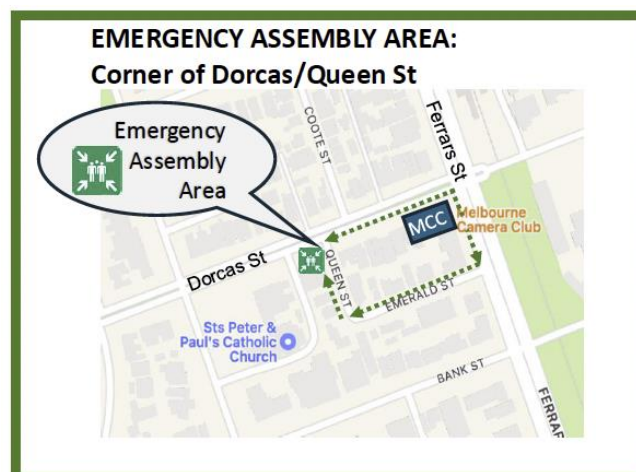 EMERGENCY ASSEMBLY AREA:
Corner of Dorcas/Queen St
Emergency
Assembly
Area
COOTE ST
Ferrars St
MCC
Melbourne
Camera Club
Dorcas St
QUEEN ST
EMERALD ST
Sts Peter &
Paul's Catholic
Church
BANK ST
FERRAR